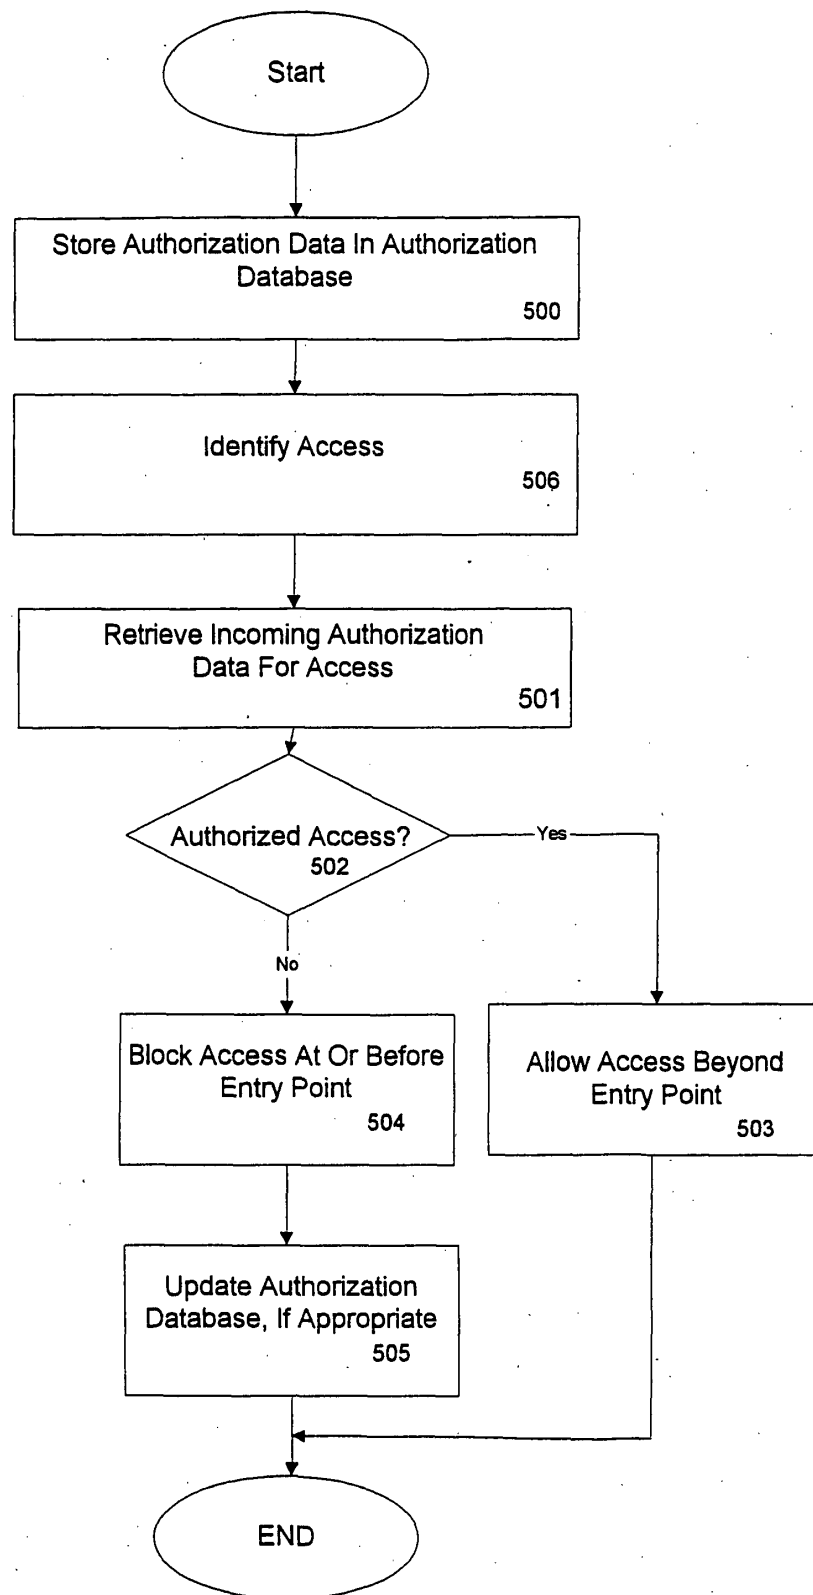 Start
Store Authorization Data In Authorization
Database
500
Identify Access
506
Retrieve Incoming Authorization
Data For Access
501
Authorized Access?
502
Yes
No
Block Access At Or Before
Entry Point
504
Allow Access Beyond
Entry Point
503
Update Authorization
Database, If Appropriate
505
END